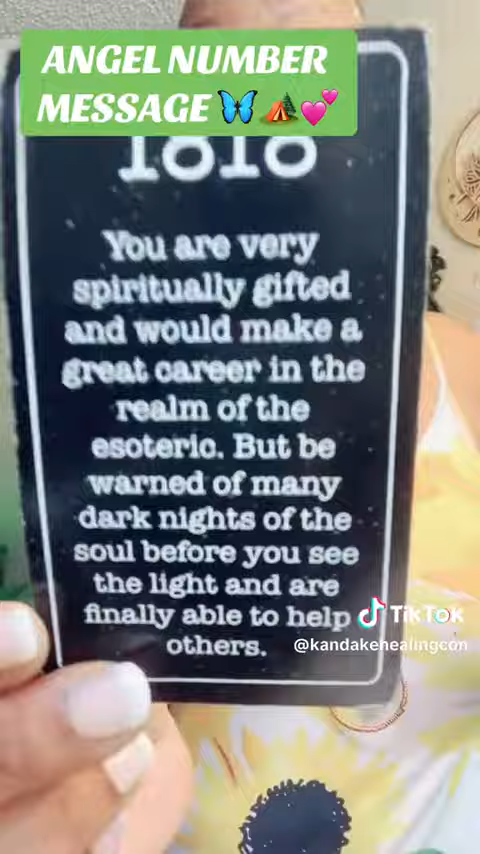 ANGEL NUMBER
MESSAGE 🦋🏕️💕
1818
You are very
spiritually gifted
and would make a
great career in the
realm of the
esoteric. But be
warned of many
dark nights of the
soul before you see
the light and are
finally able to help
others.
TikTok
@kandakehealingcon